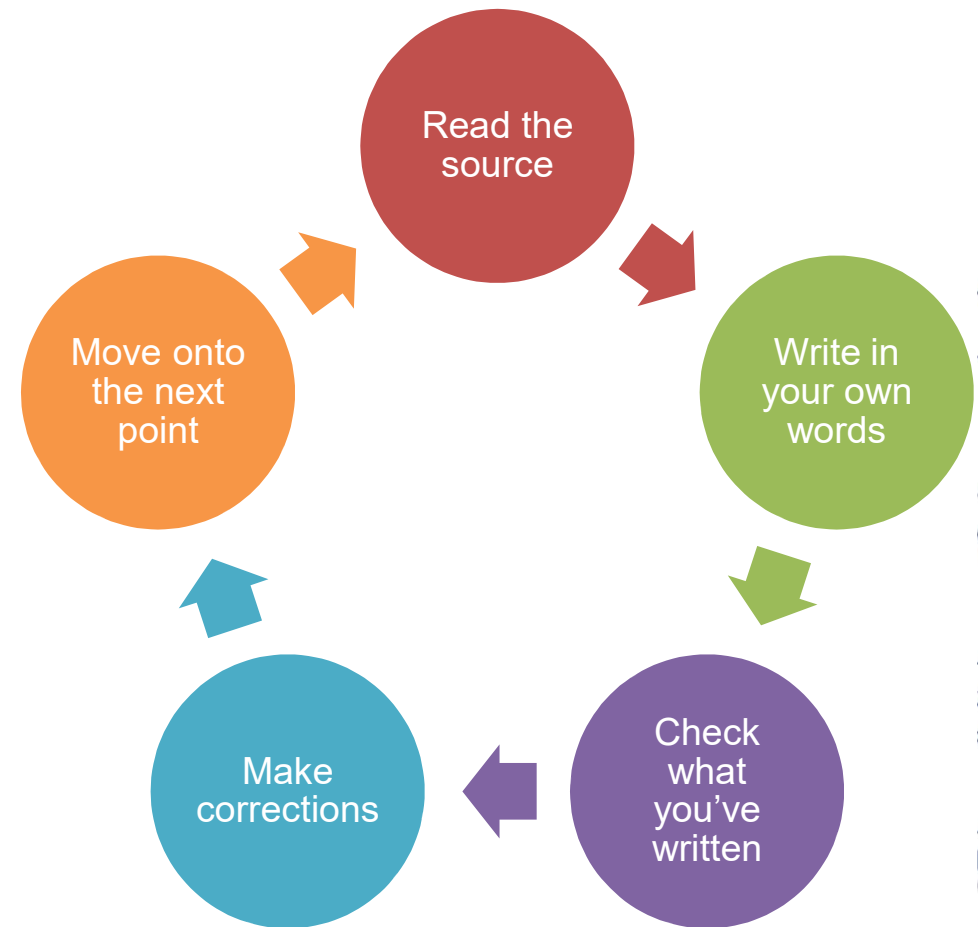 Read the
source
Write in
your own
words
Check
what
you've
written
Make
corrections
Move onto
the next
point